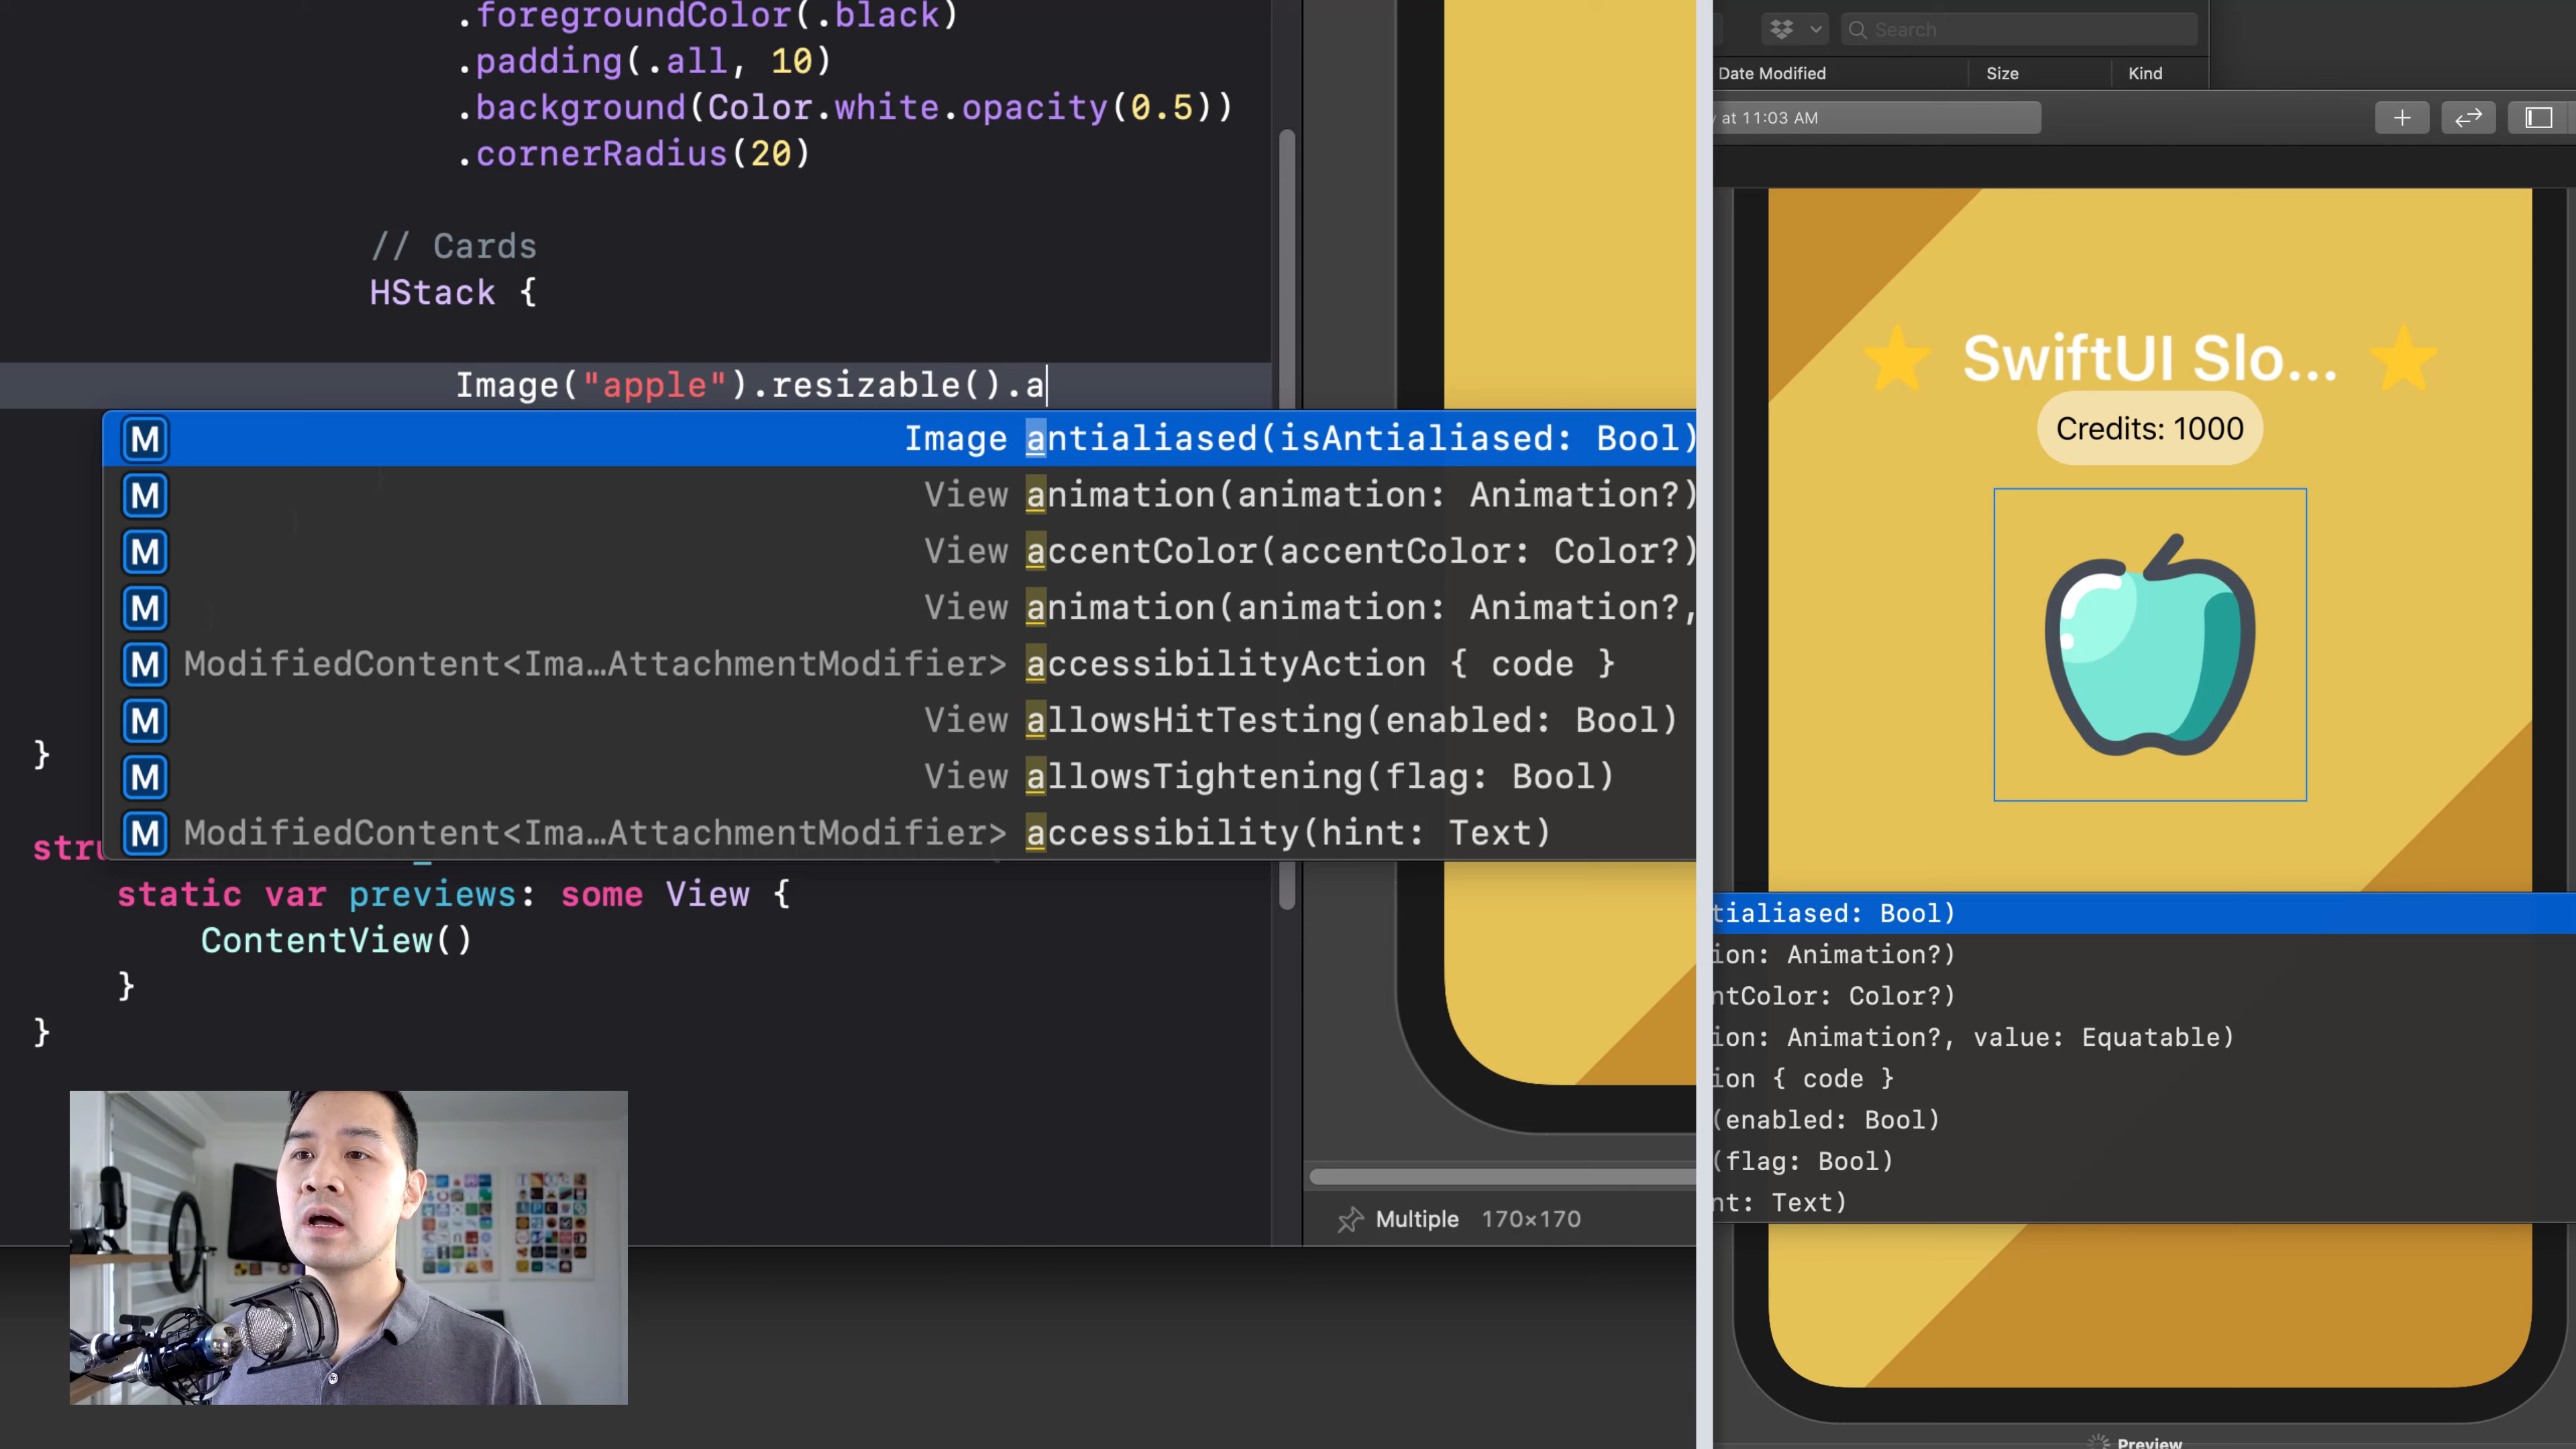 .foregroundColor(.black)
.padding(.all, 10)
.background(Color.white.opacity(0.5))
.cornerRadius(20)
// Cards
HStack {
Image("apple").resizable().a
M Image antialiased(isAntialiased: Bool)
M View animation(animation: Animation?)
M View accentColor(accentColor: Color?)
M View animation(animation: Animation?,
M ModifiedContent<Ima...AttachmentModifier> accessibilityAction { code }
M View allowsHitTesting(enabled: Bool)
M View allowsTightening(flag: Bool)
M ModifiedContent<Ima...AttachmentModifier> accessibility(hint: Text)
}
stru
static var previews: some View {
ContentView()
}
}
Multiple 170×170
Search
Date Modified Size Kind
at 11:03 AM
SwiftUI Slo...
Credits: 1000
tialiased: Bool)
ion: Animation?)
ntColor: Color?)
ion: Animation?, value: Equatable)
ion { code }
(enabled: Bool)
(flag: Bool)
nt: Text)
Preview